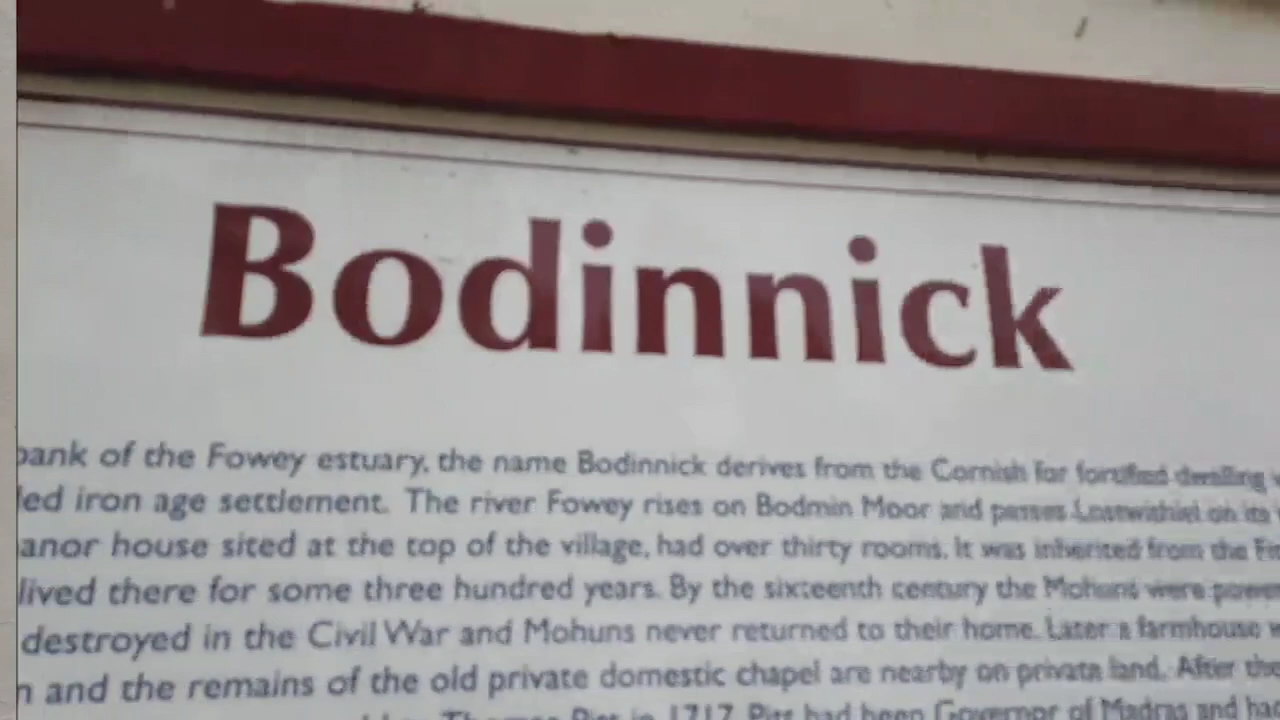 Bodinnick
bank of the Fowey estuary, the name Bodinnick derives from the Cornish for fortified dwelling
led iron age settlement. The river Fowey rises on Bodmin Moor and passes Lostwithiel on its
anor house sited at the top of the village, had over thirty rooms. It was inherited from the
lived there for some three hundred years. By the sixteenth century the Mohuns were
destroyed in the Civil War and Mohuns never returned to their home. Later a farmhouse
n and the remains of the old private domestic chapel are nearby on private land. After the
Thomas Pitt in 1717. Pitt had been Governor of Madras and had